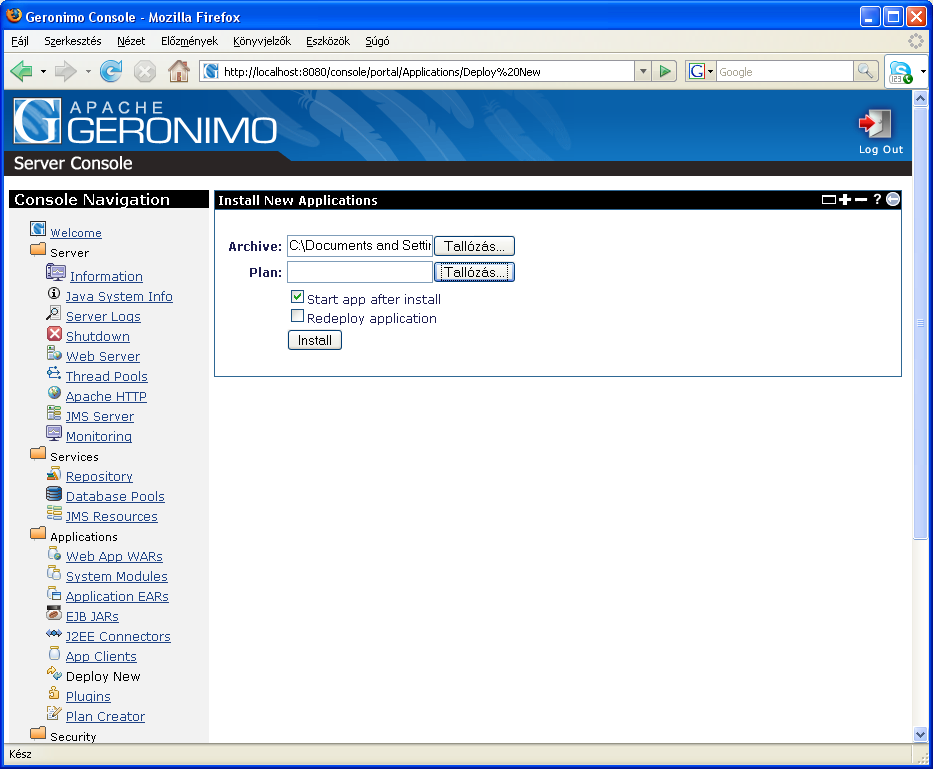 Geronimo Console - Mozilla Firefox
Fájl Szerkesztés Nézet Előzmények Könyvjelzők Eszközök Súgó
http://localhost:8080/console/portal/Applications/Deploy%20New
G Google
123
APACHE
GERONIMO
Server Console
Log Out
Console Navigation
Welcome
Server
Information
Java System Info
Server Logs
Shutdown
Web Server
Thread Pools
Apache HTTP
JMS Server
Monitoring
Services
Repository
Database Pools
JMS Resources
Applications
Web App WARs
System Modules
Application EARs
EJB JARs
J2EE Connectors
App Clients
Deploy New
Plugins
Plan Creator
Security
Install New Applications
?
Archive: C:\Documents and Settin Tallózás...
Plan: Tallózás...
Start app after install
Redeploy application
Install
Kész